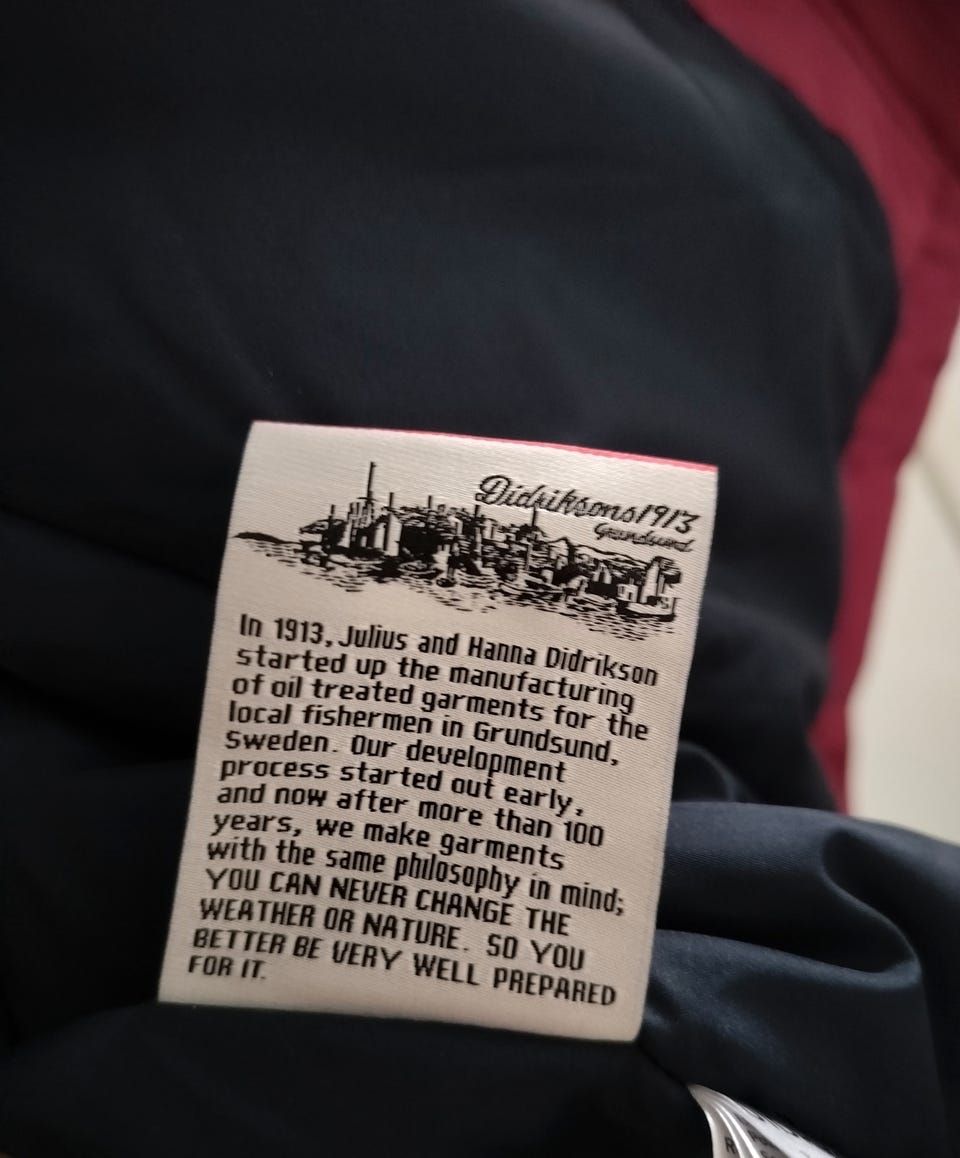 Didriksons1913
Grundsund
In 1913, Julius and Hanna Didrikson
started up the manufacturing
of oil treated garments for the
local fishermen in Grundsund,
Sweden. Our development
process started out early,
and now after more than 100
years, we make garments
with the same philosophy in mind;
YOU CAN NEVER CHANGE THE
WEATHER OR NATURE. SO YOU
BETTER BE VERY WELL PREPARED
FOR IT.